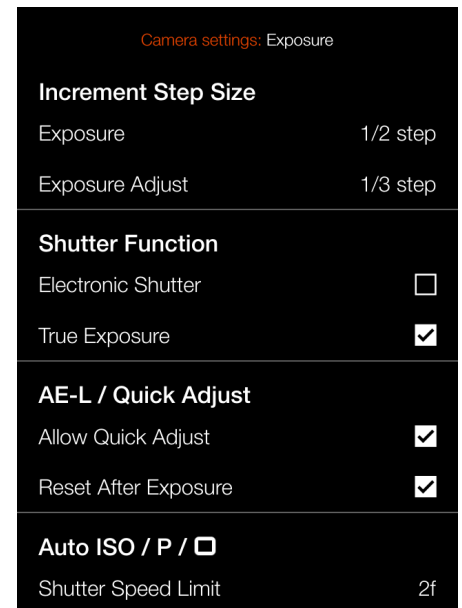 Camera settings: Exposure
Increment Step Size
Exposure 1/2 step
Exposure Adjust 1/3 step
Shutter Function
Electronic Shutter
True Exposure
AE-L / Quick Adjust
Allow Quick Adjust
Reset After Exposure
Auto ISO / P /
Shutter Speed Limit 2f